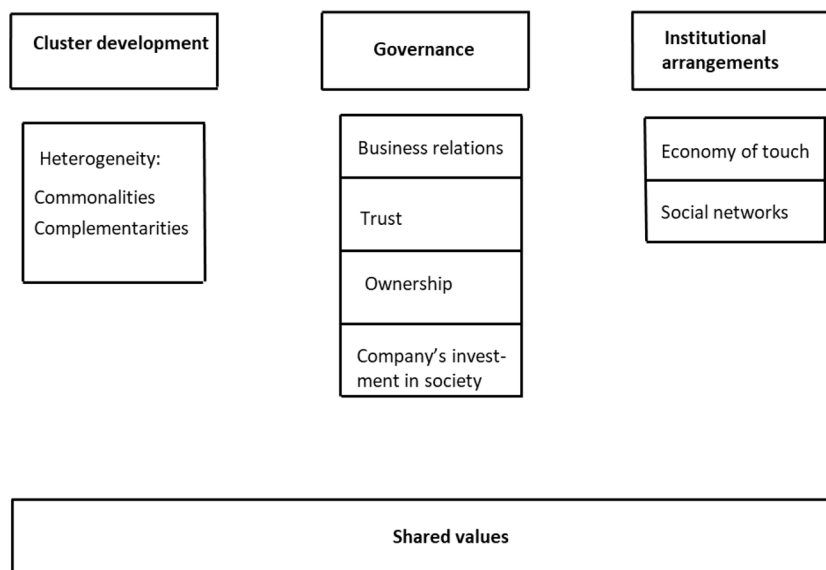 Cluster development
Governance
Institutional
arrangements
Heterogeneity:
Commonalities
Complementarities
Business relations
Trust
Ownership
Company's invest-
ment in society
Economy of touch
Social networks
Shared values